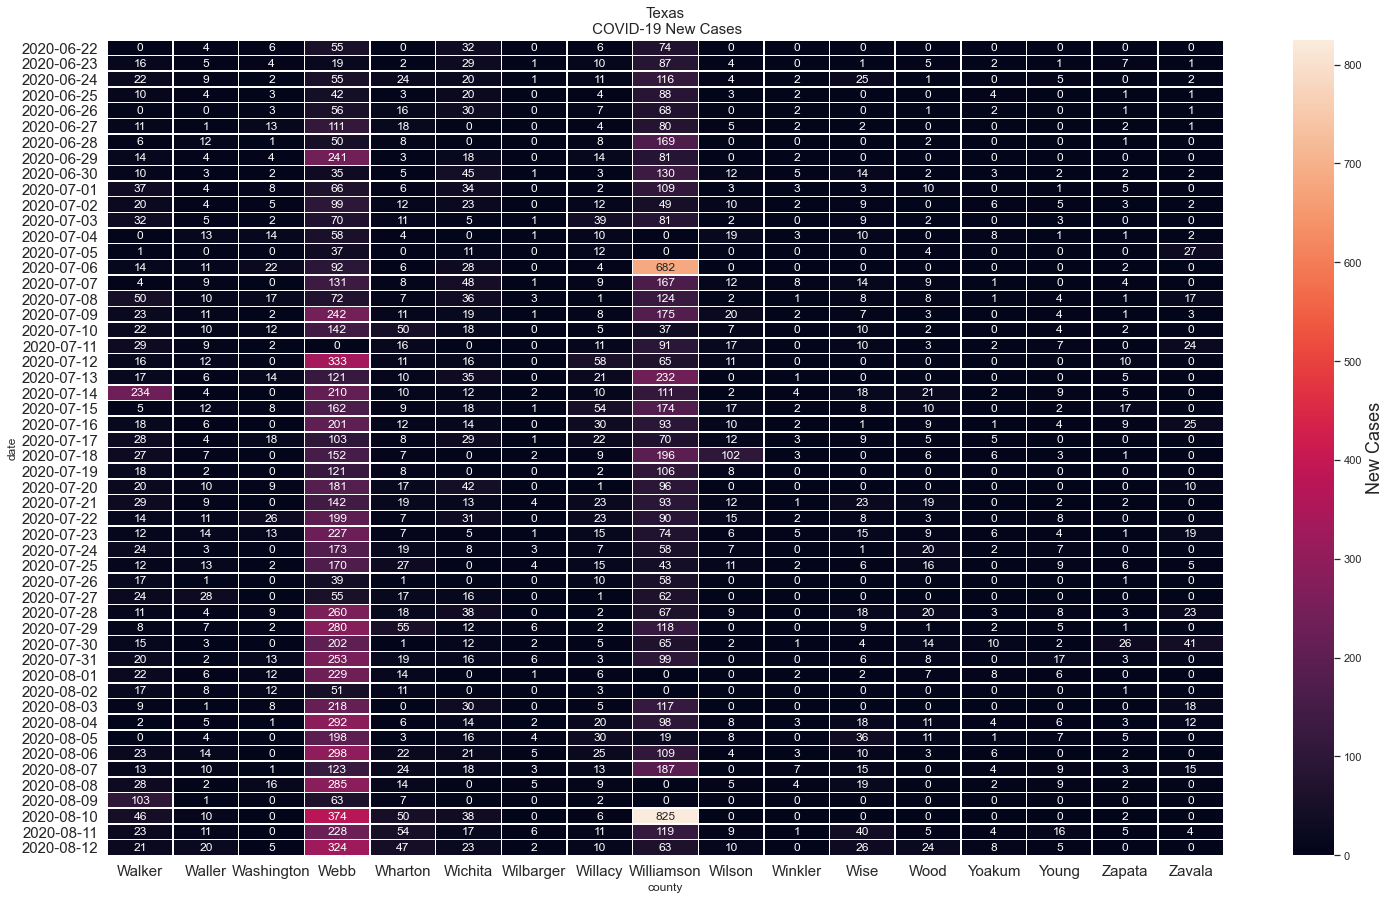 Texas
COVID-19 New Cases
2020-06-22 0 4 6 55 0 32 0 6 74 0 0 0 0 0 0 0 0
2020-06-23 16 5 4 19 2 29 1 10 87 4 0 1 5 2 1 7 1
2020-06-24 22 9 2 55 24 20 1 11 116 4 2 25 1 0 5 0 2
2020-06-25 10 4 3 42 3 20 0 4 88 3 2 0 0 4 0 1 1
2020-06-26 0 0 3 56 16 30 0 7 68 0 2 0 1 2 0 1 1
2020-06-27 11 1 13 111 18 0 0 4 80 5 2 2 0 0 0 2 1
2020-06-28 6 12 1 50 8 0 0 8 169 0 0 0 2 0 0 1 0
2020-06-29 14 4 4 241 3 18 0 14 81 0 2 0 0 0 0 0 0
2020-06-30 10 3 2 35 5 45 1 3 130 12 5 14 2 3 2 2 2
2020-07-01 37 4 8 66 6 34 0 2 109 3 3 3 10 0 1 5 0
2020-07-02 20 4 5 99 12 23 0 12 49 10 2 9 0 6 5 3 2
2020-07-03 32 5 2 70 11 5 1 39 81 2 0 9 2 0 3 0 0
2020-07-04 0 13 14 58 4 0 1 10 0 19 3 10 0 8 1 1 2
2020-07-05 1 0 0 37 0 11 0 12 0 0 0 0 4 0 0 0 27
2020-07-06 14 11 22 92 6 28 0 4 682 0 0 0 0 0 0 2 0
2020-07-07 4 9 0 131 8 48 1 9 167 12 8 14 9 1 0 4 0
2020-07-08 50 10 17 72 7 36 3 1 124 2 1 8 8 1 4 1 17
2020-07-09 23 11 2 242 11 19 1 8 175 20 2 7 3 0 4 1 3
2020-07-10 22 10 12 142 50 18 0 5 37 7 0 10 2 0 4 2 0
2020-07-11 29 9 2 0 16 0 0 11 91 17 0 10 3 2 7 0 24
2020-07-12 16 12 0 333 11 16 0 58 65 11 0 0 0 0 0 10 0
2020-07-13 17 6 14 121 10 35 0 21 232 0 1 0 0 0 0 5 0
2020-07-14 234 4 0 210 10 12 2 10 111 2 4 18 21 2 9 5 0
2020-07-15 5 12 8 162 9 18 1 54 174 17 2 8 10 0 2 17 0
2020-07-16 18 6 0 201 12 14 0 30 93 10 2 1 9 1 4 9 25
2020-07-17 28 4 18 103 8 29 1 22 70 12 3 9 5 5 0 0 0
2020-07-18 27 7 0 152 7 0 2 9 196 102 3 0 6 6 3 1 0
2020-07-19 18 2 0 121 8 0 0 2 106 8 0 0 0 0 0 0 0
2020-07-20 20 10 9 181 17 42 0 1 96 0 0 0 0 0 0 0 10
2020-07-21 29 9 0 142 19 13 4 23 93 12 1 23 19 0 2 2 0
2020-07-22 14 11 26 199 7 31 0 23 90 15 2 8 3 0 8 0 0
2020-07-23 12 14 13 227 7 5 1 15 74 6 5 15 9 6 4 1 19
2020-07-24 24 3 0 173 19 8 3 7 58 7 0 1 20 2 7 0 0
2020-07-25 12 13 2 170 27 0 4 15 43 11 2 6 16 0 9 6 5
2020-07-26 17 1 0 39 1 0 0 10 58 0 0 0 0 0 0 1 0
2020-07-27 24 28 0 55 17 16 0 1 62 0 0 0 0 0 0 0 0
2020-07-28 11 4 9 260 18 38 0 2 67 9 0 18 20 3 8 3 23
2020-07-29 8 7 2 280 55 12 6 2 118 0 0 9 1 2 5 1 0
2020-07-30 15 3 0 202 1 12 2 5 65 2 1 4 14 10 2 26 41
2020-07-31 20 2 13 253 19 16 6 3 99 0 0 6 8 0 17 3 0
2020-08-01 22 6 12 229 14 0 1 6 0 0 2 2 7 8 6 0 0
2020-08-02 17 8 12 51 11 0 0 3 0 0 0 0 0 0 0 1 0
2020-08-03 9 1 8 218 0 30 0 5 117 0 0 0 0 0 0 0 18
2020-08-04 2 5 1 292 6 14 2 20 98 8 3 18 11 4 6 3 12
2020-08-05 0 4 0 198 3 16 4 30 19 8 0 36 11 1 7 5 0
2020-08-06 23 14 0 298 22 21 5 25 109 4 3 10 3 6 0 2 0
2020-08-07 13 10 1 123 24 18 3 13 187 0 7 15 0 4 9 3 15
2020-08-08 28 2 16 285 14 0 5 9 0 5 4 19 0 2 9 2 0
2020-08-09 103 1 0 63 7 0 0 2 0 0 0 0 0 0 0 0 0
2020-08-10 46 10 0 374 50 38 0 6 825 0 0 0 0 0 0 2 0
2020-08-11 23 11 0 228 54 17 6 11 119 9 1 40 5 4 16 5 4
2020-08-12 21 20 5 324 47 23 2 10 63 10 0 26 24 8 5 0 0
Walker Waller Washington Webb Wharton Wichita Wilbarger Willacy Williamson Wilson Winkler Wise Wood Yoakum Young Zapata Zavala
county
date
800
700
600
500
400
300
200
100
0
New Cases